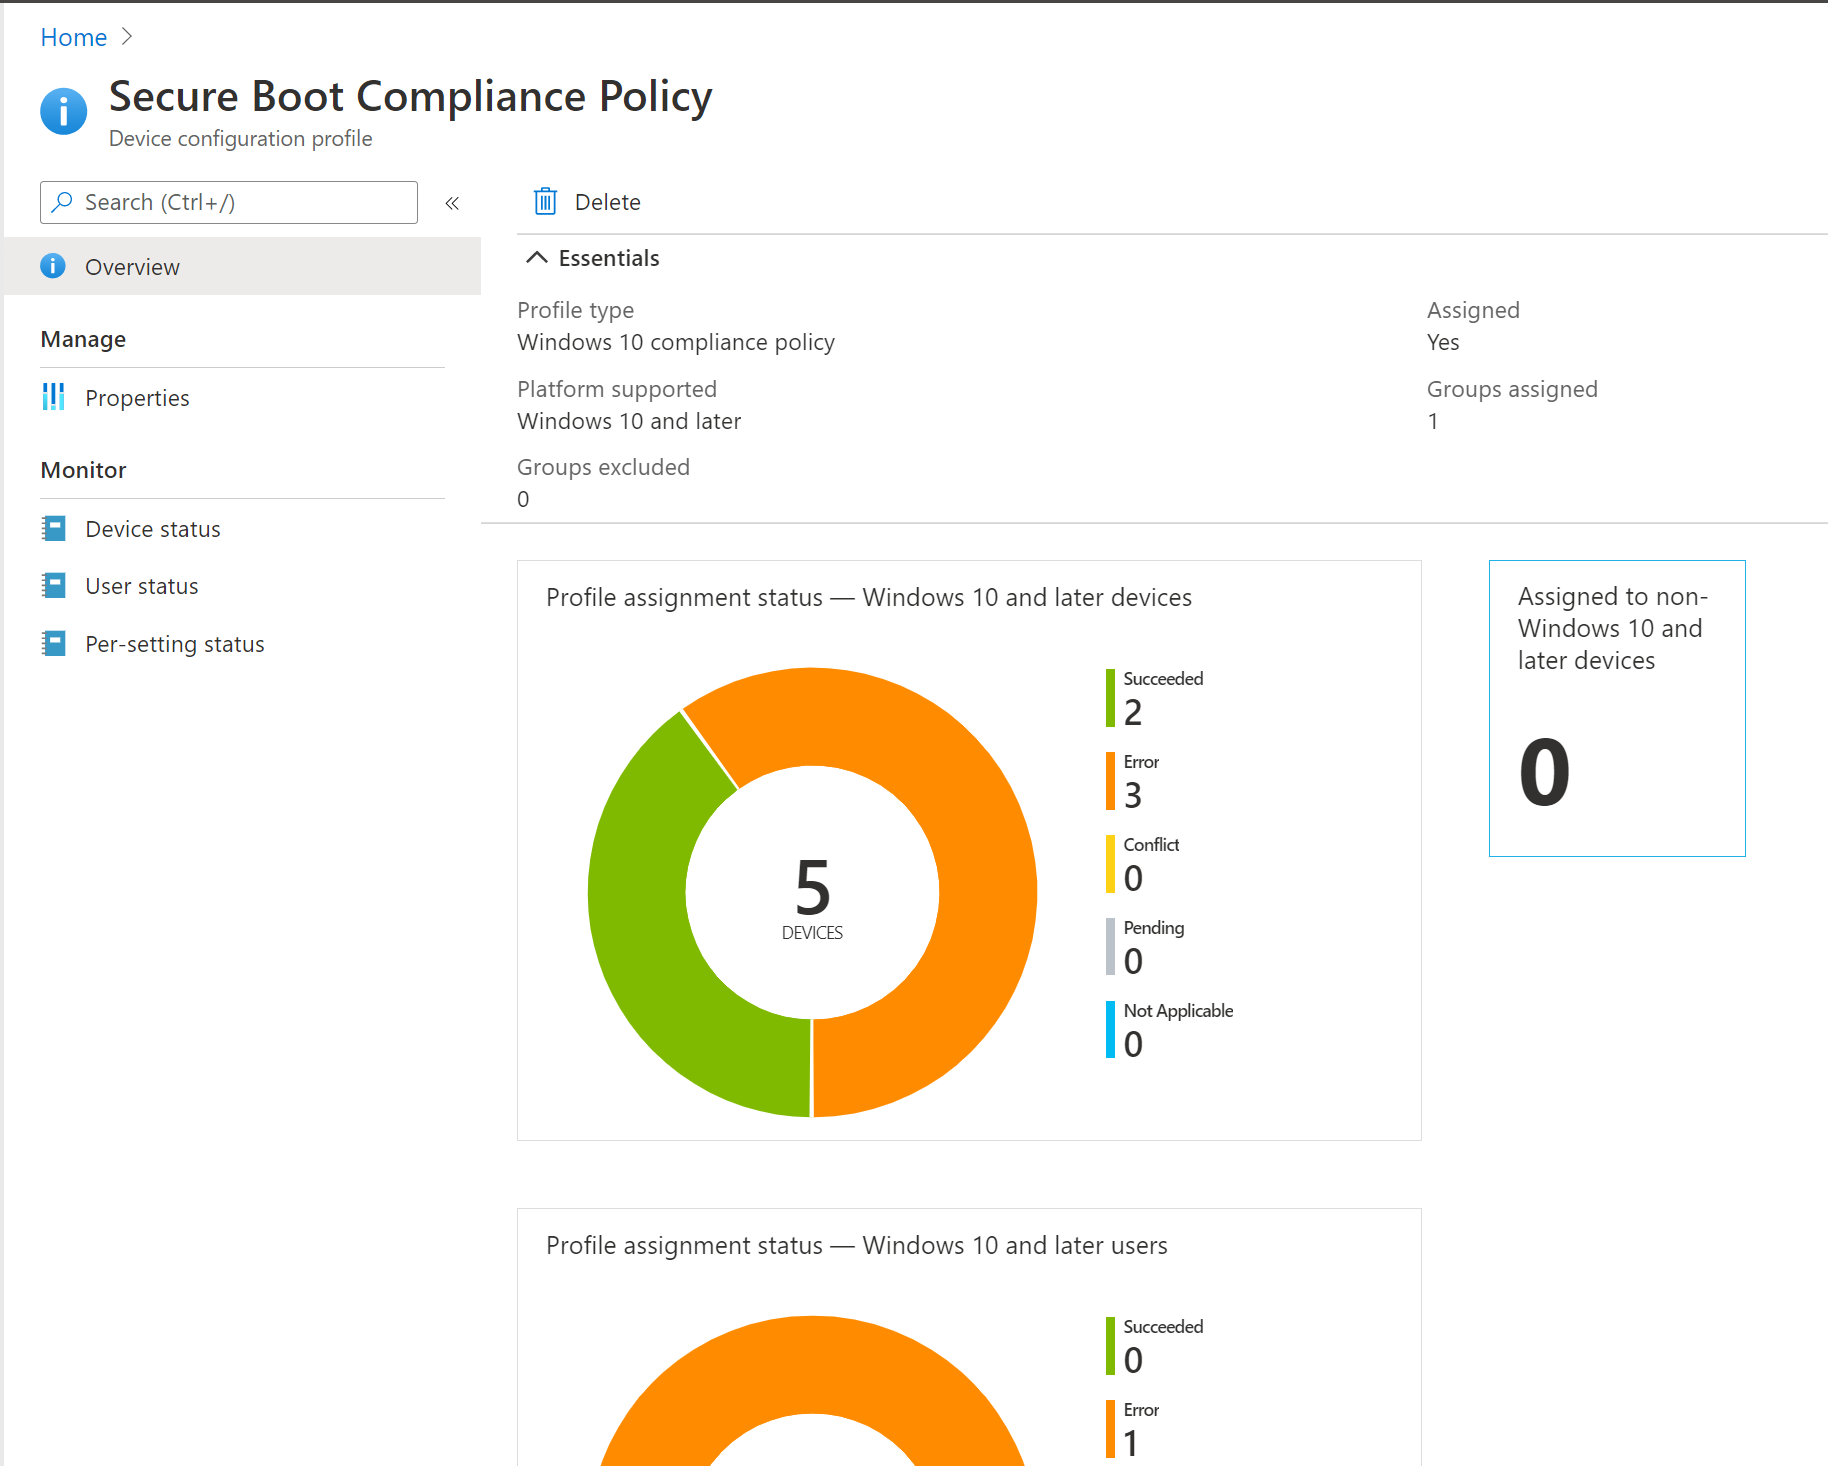 Home
Secure Boot Compliance Policy
Device configuration profile
Search (Ctrl+/)
«
Overview
Manage
Properties
Monitor
Device status
User status
Per-setting status
Delete
Essentials
Profile type
Windows 10 compliance policy
Platform supported
Windows 10 and later
Groups excluded
0
Assigned
Yes
Groups assigned
1
Profile assignment status — Windows 10 and later devices
5
DEVICES
Succeeded
2
Error
3
Conflict
0
Pending
0
Not Applicable
0
Assigned to non-
Windows 10 and
later devices
0
Profile assignment status — Windows 10 and later users
Succeeded
0
Error
1